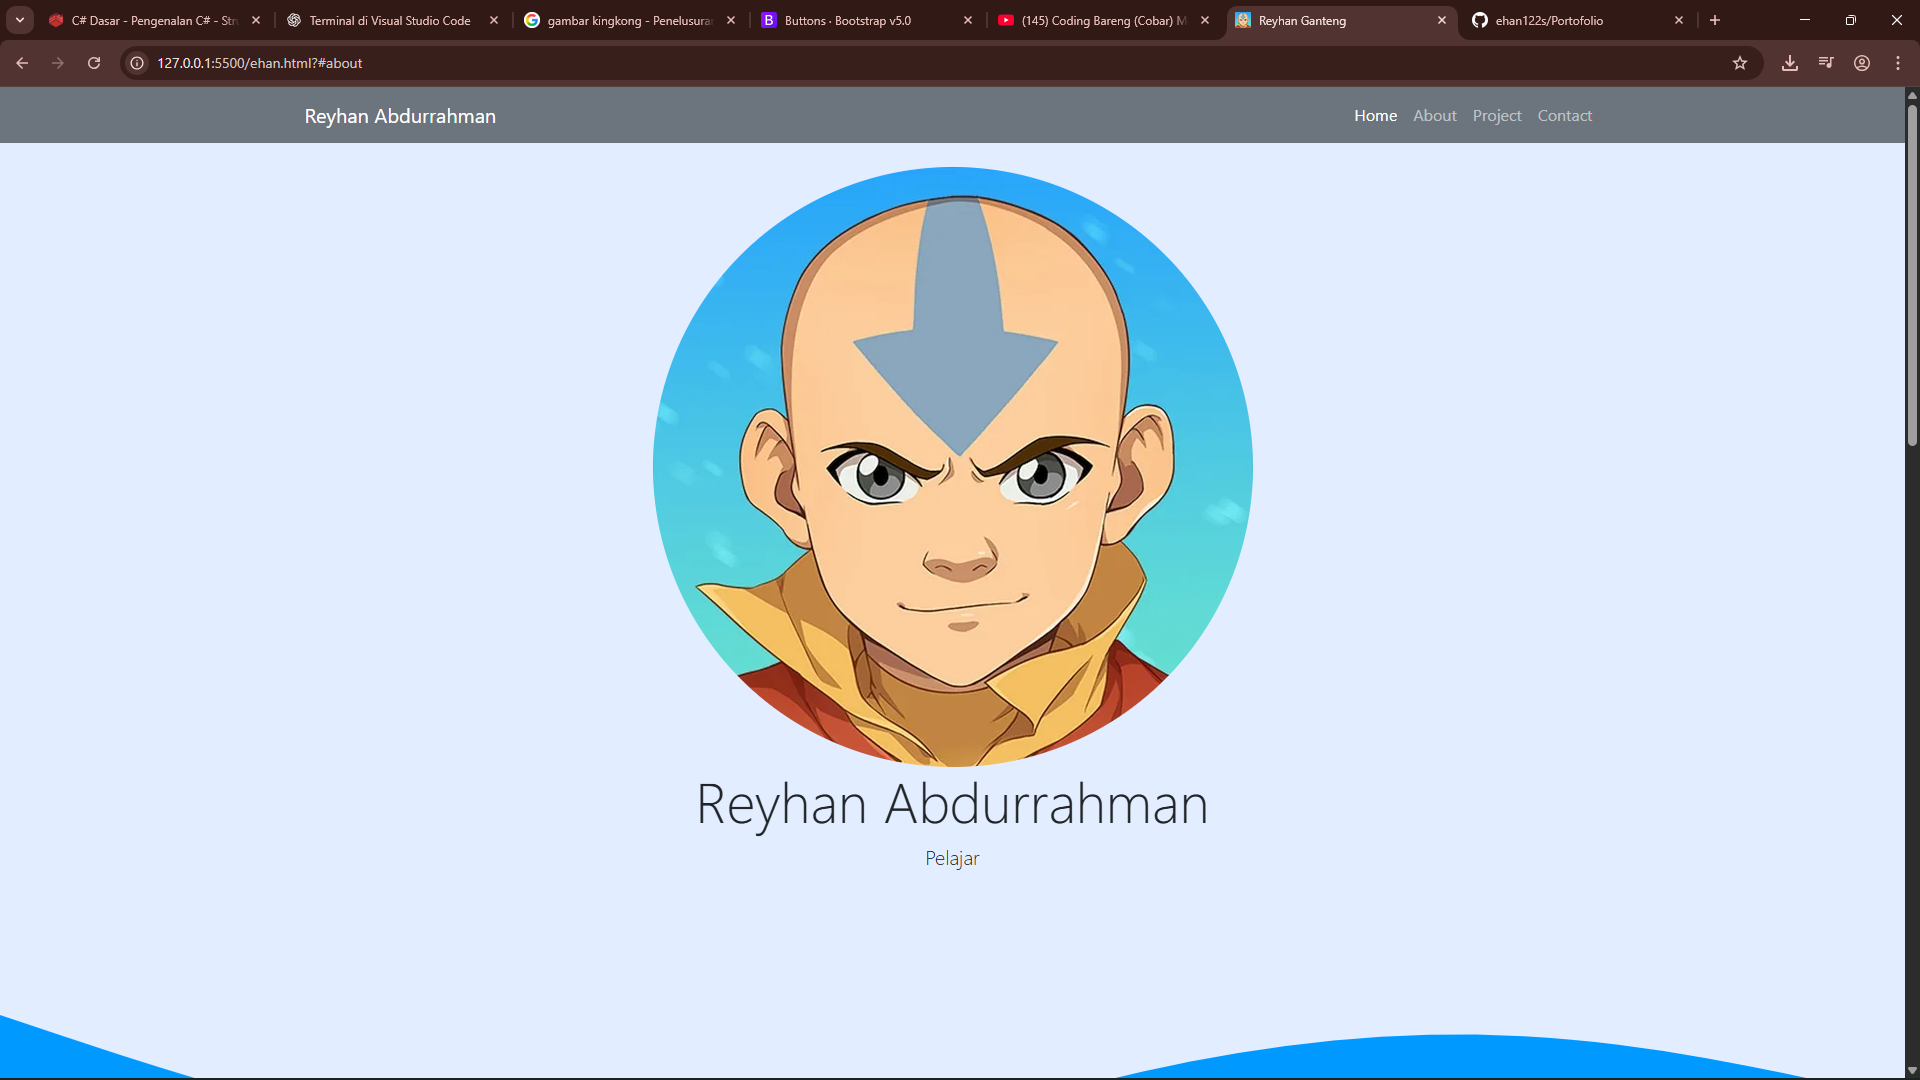 C# Dasar - Pengenalan C# - Str
Terminal di Visual Studio Code
gambar kingkong - Penelusuran
Buttons · Bootstrap v5.0
(145) Coding Bareng (Cobar) M
Reyhan Ganteng
ehan122s/Portofolio
127.0.0.1:5500/ehan.html?#about
Reyhan Abdurrahman
Home About Project Contact
Reyhan Abdurrahman
Pelajar